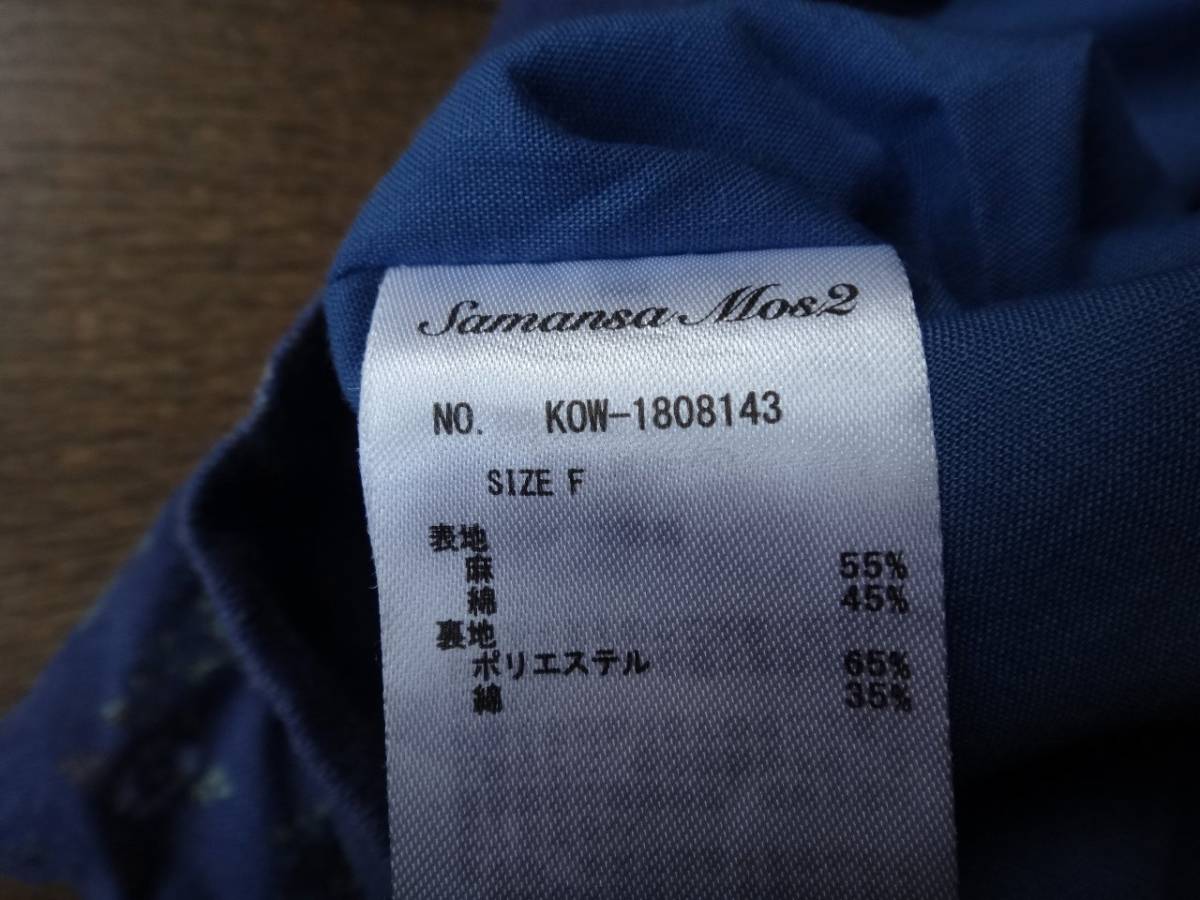 Samansa Mos2
NO. KOW-1808143
SIZE F
表地
麻 55%
綿 45%
裏地
ポリエステル 65%
綿 35%